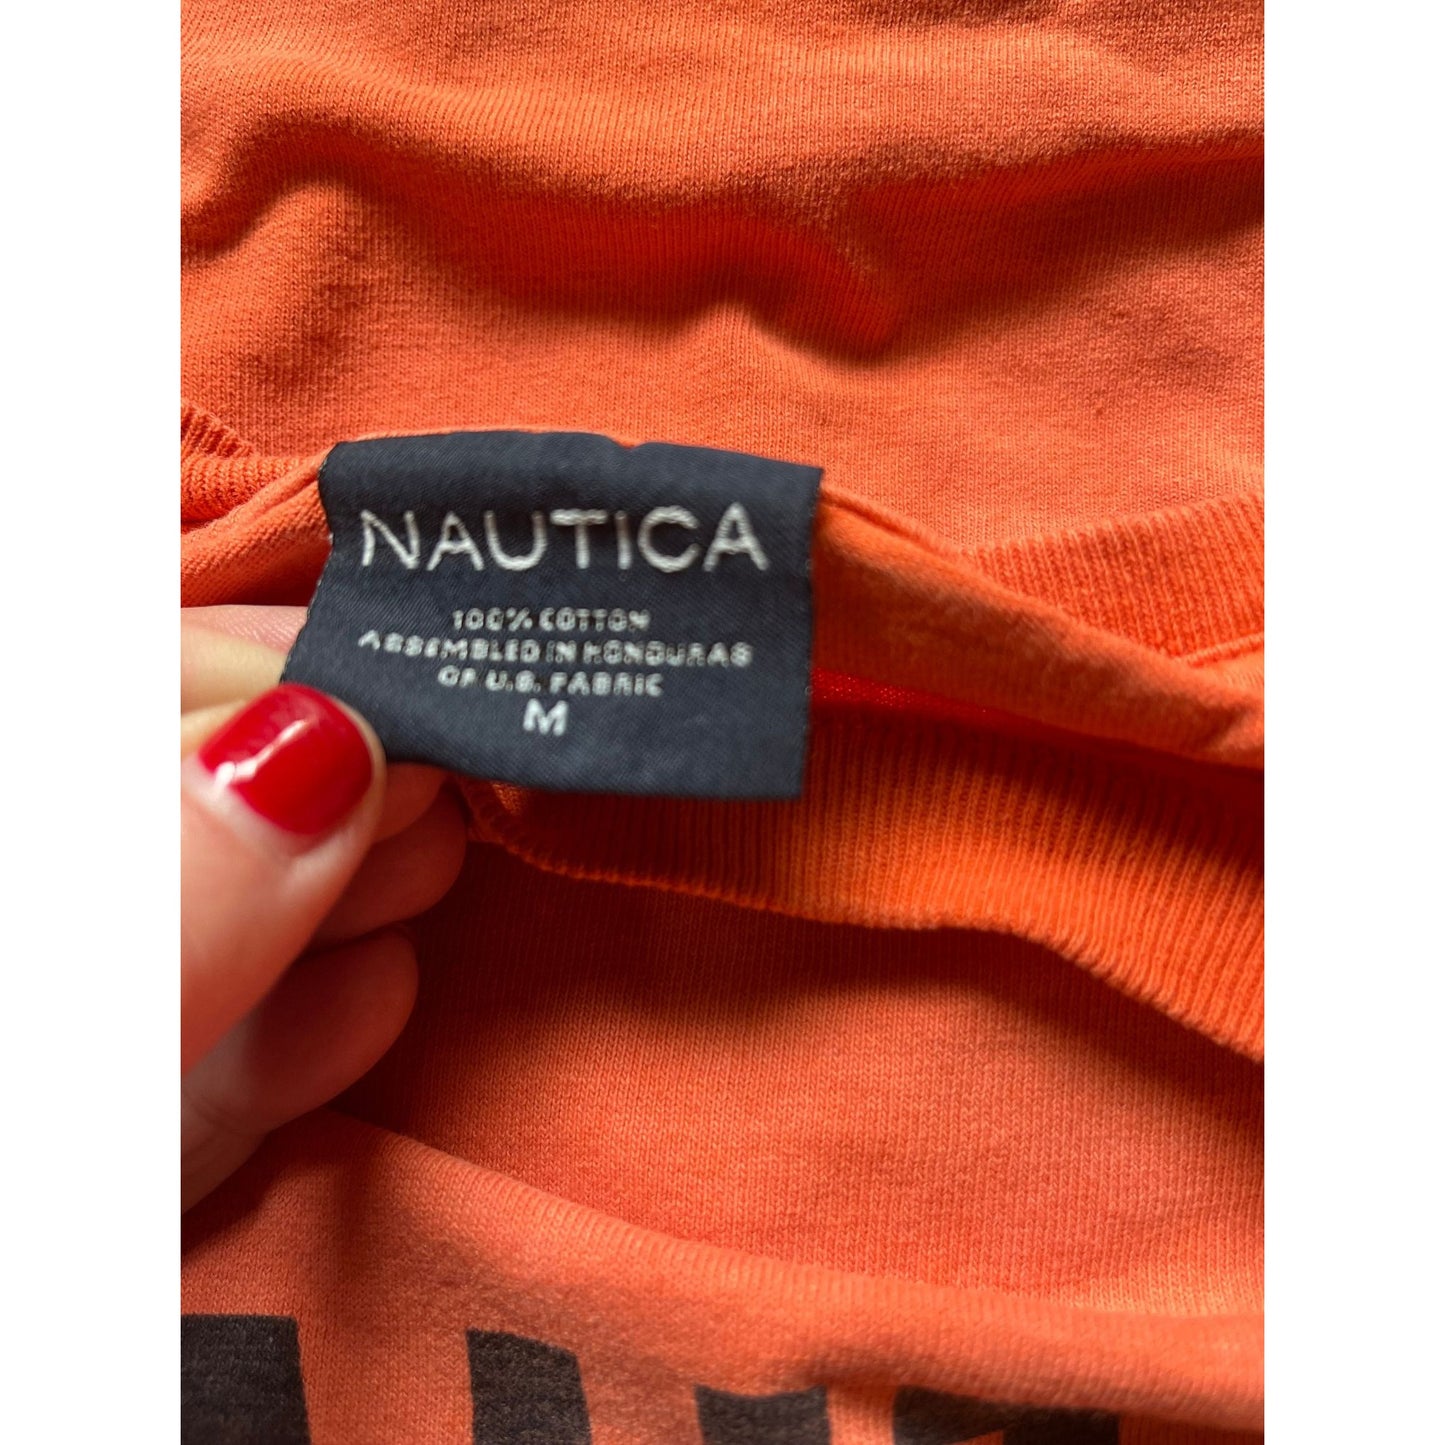 NAUTICA
100% COTTON
ASSEMBLED IN HONDURAS
OF U.S. FABRIC
M